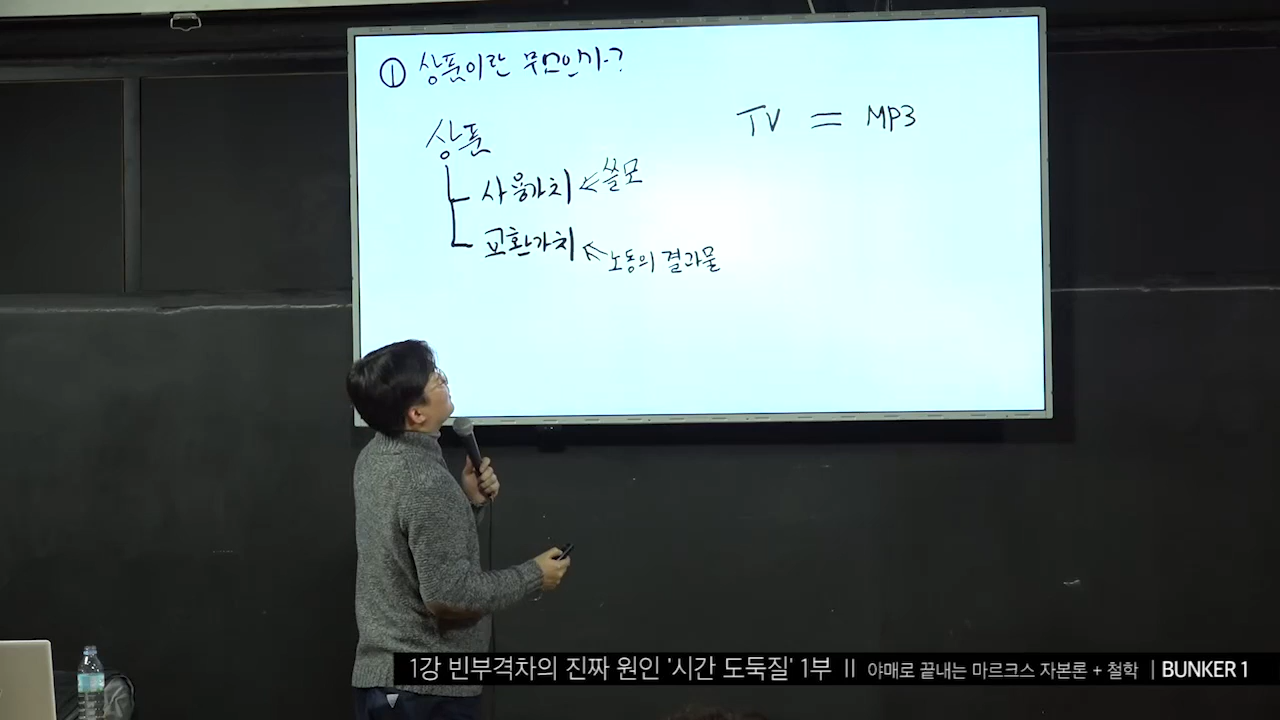 ① 상품이란 무엇인가?
상품
사용가치 ← 쓸모
교환가치 ← 노동의 결과물
TV = MP3
1강 빈부격차의 진짜 원인 '시간 도둑질' 1부 II 야매로 끝내는 마르크스 자본론 + 철학 | BUNKER 1